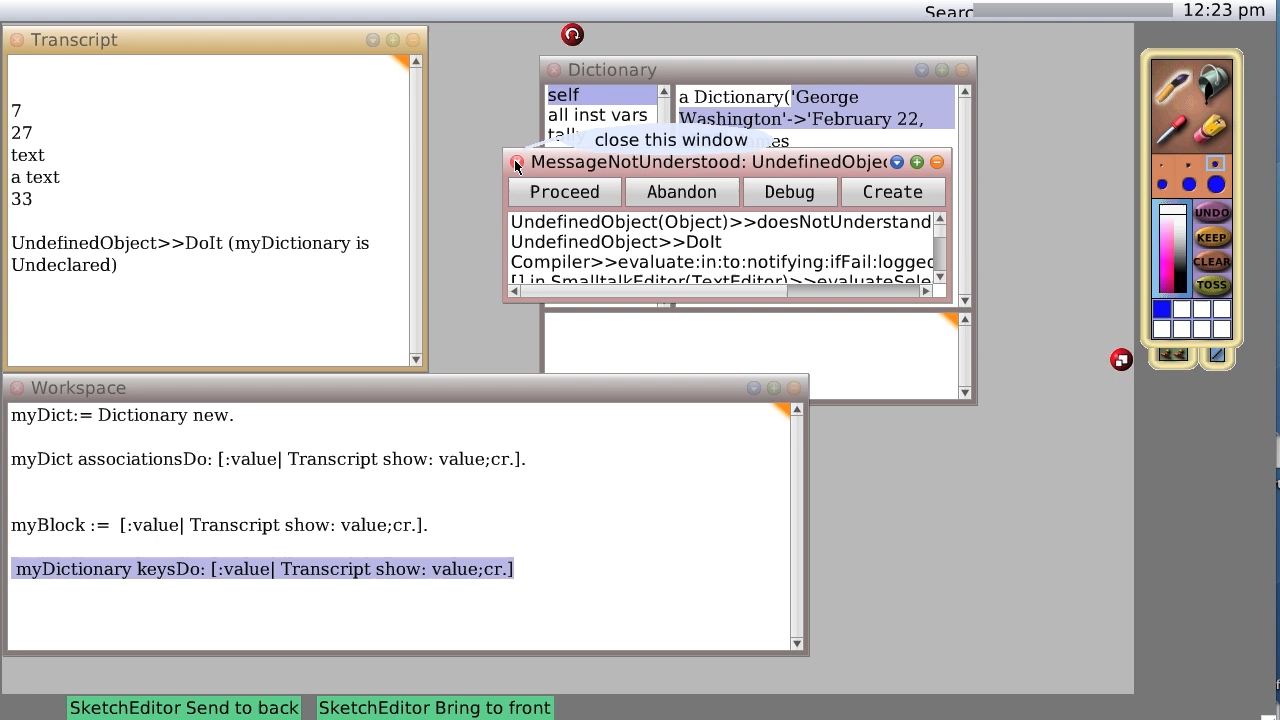 Searc
12:23 pm
Transcript
7
27
text
a text
33
UndefinedObject>>DoIt (myDictionary is
Undeclared)
Dictionary
self
all inst vars
a Dictionary('George
Washington'->'February 22,
close this window
MessageNotUnderstood: UndefinedObjec
Proceed
Abandon
Debug
Create
UndefinedObject(Object)>>doesNotUnderstand
UndefinedObject>>DoIt
Compiler>>evaluate:in:to:notifying:ifFail:logged
[] in SmalltalkEditor(TextEditor)>>evaluateSele
UNDO
KEEP
CLEAR
TOSS
Workspace
myDict:= Dictionary new.
myDict associationsDo: [:value| Transcript show: value;cr.].
myBlock :=  [:value| Transcript show: value;cr.].
myDictionary keysDo: [:value| Transcript show: value;cr.]
SketchEditor Send to back
SketchEditor Bring to front